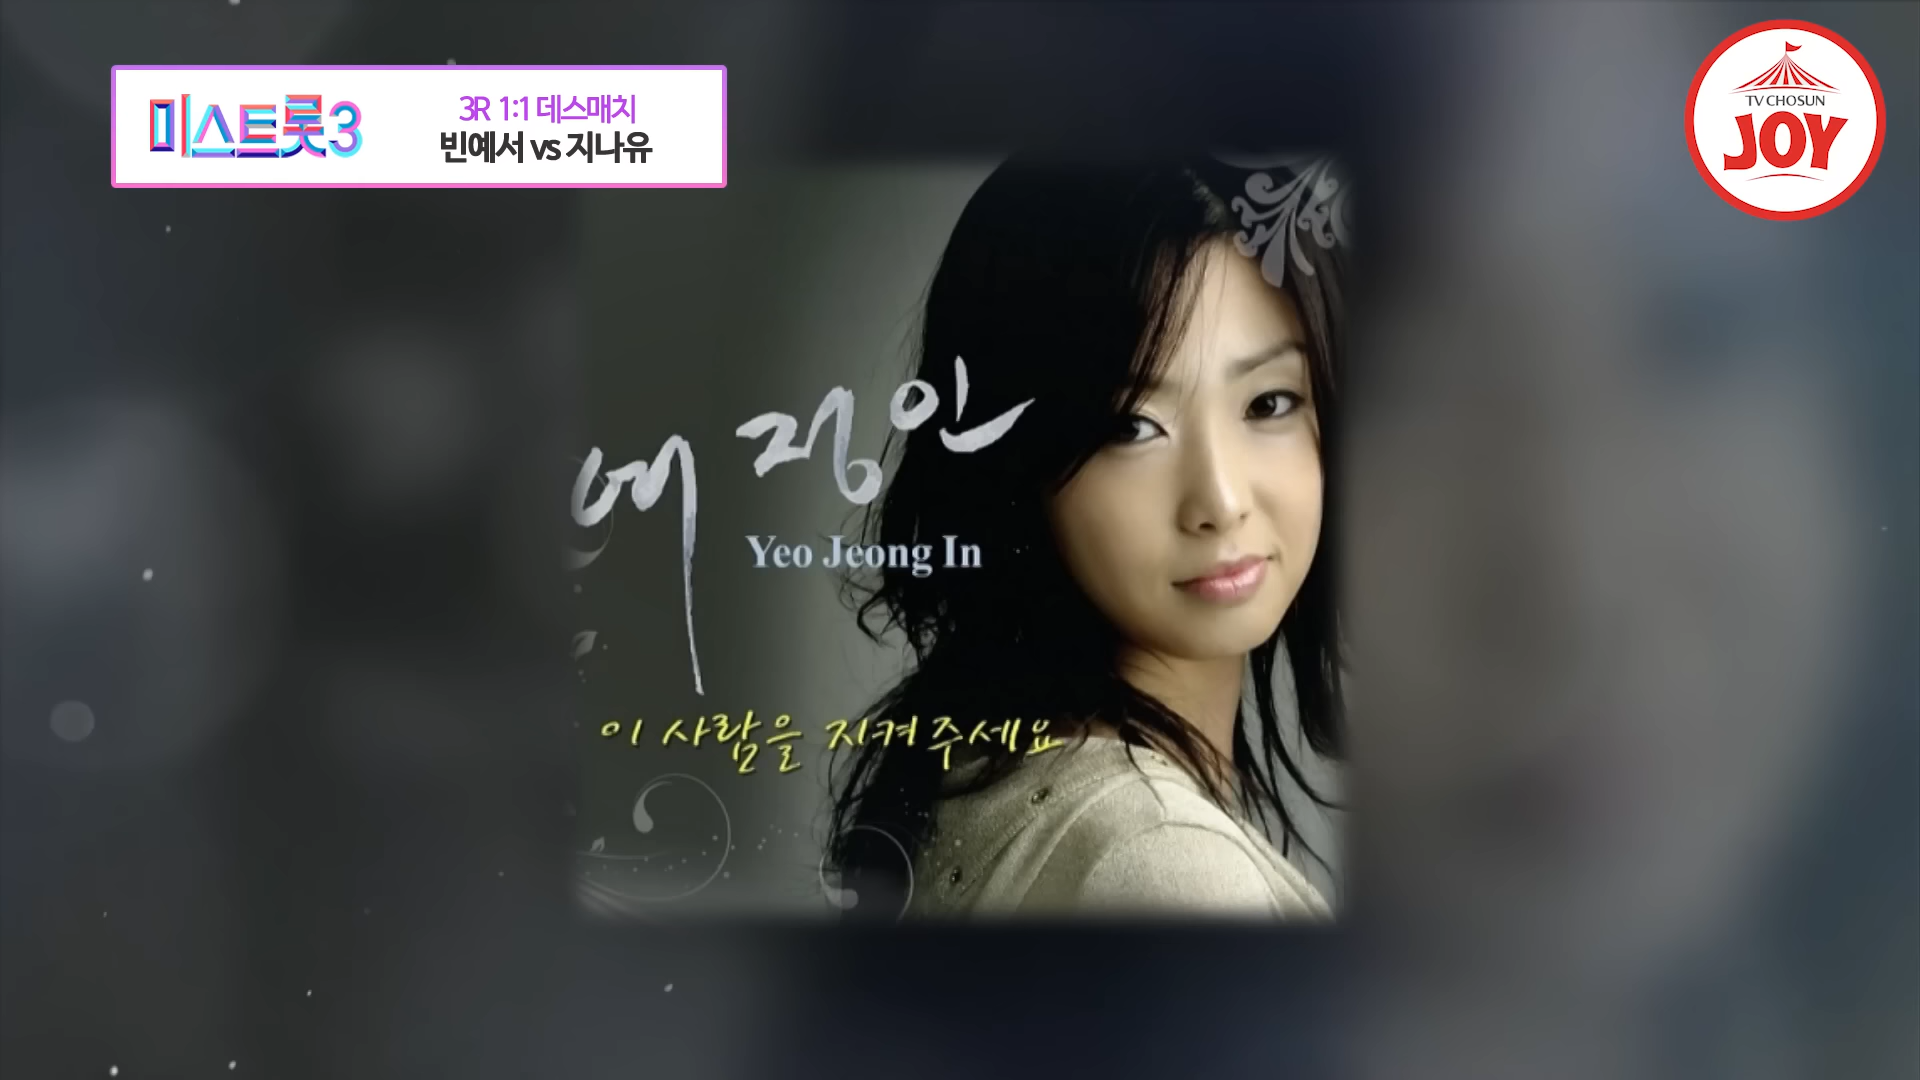 미스트롯3
3R 1:1 데스매치
빈예서 vs 지나유
TV CHOSUN
JOY
여정인
Yeo Jeong In
이 사람을 지켜주세요